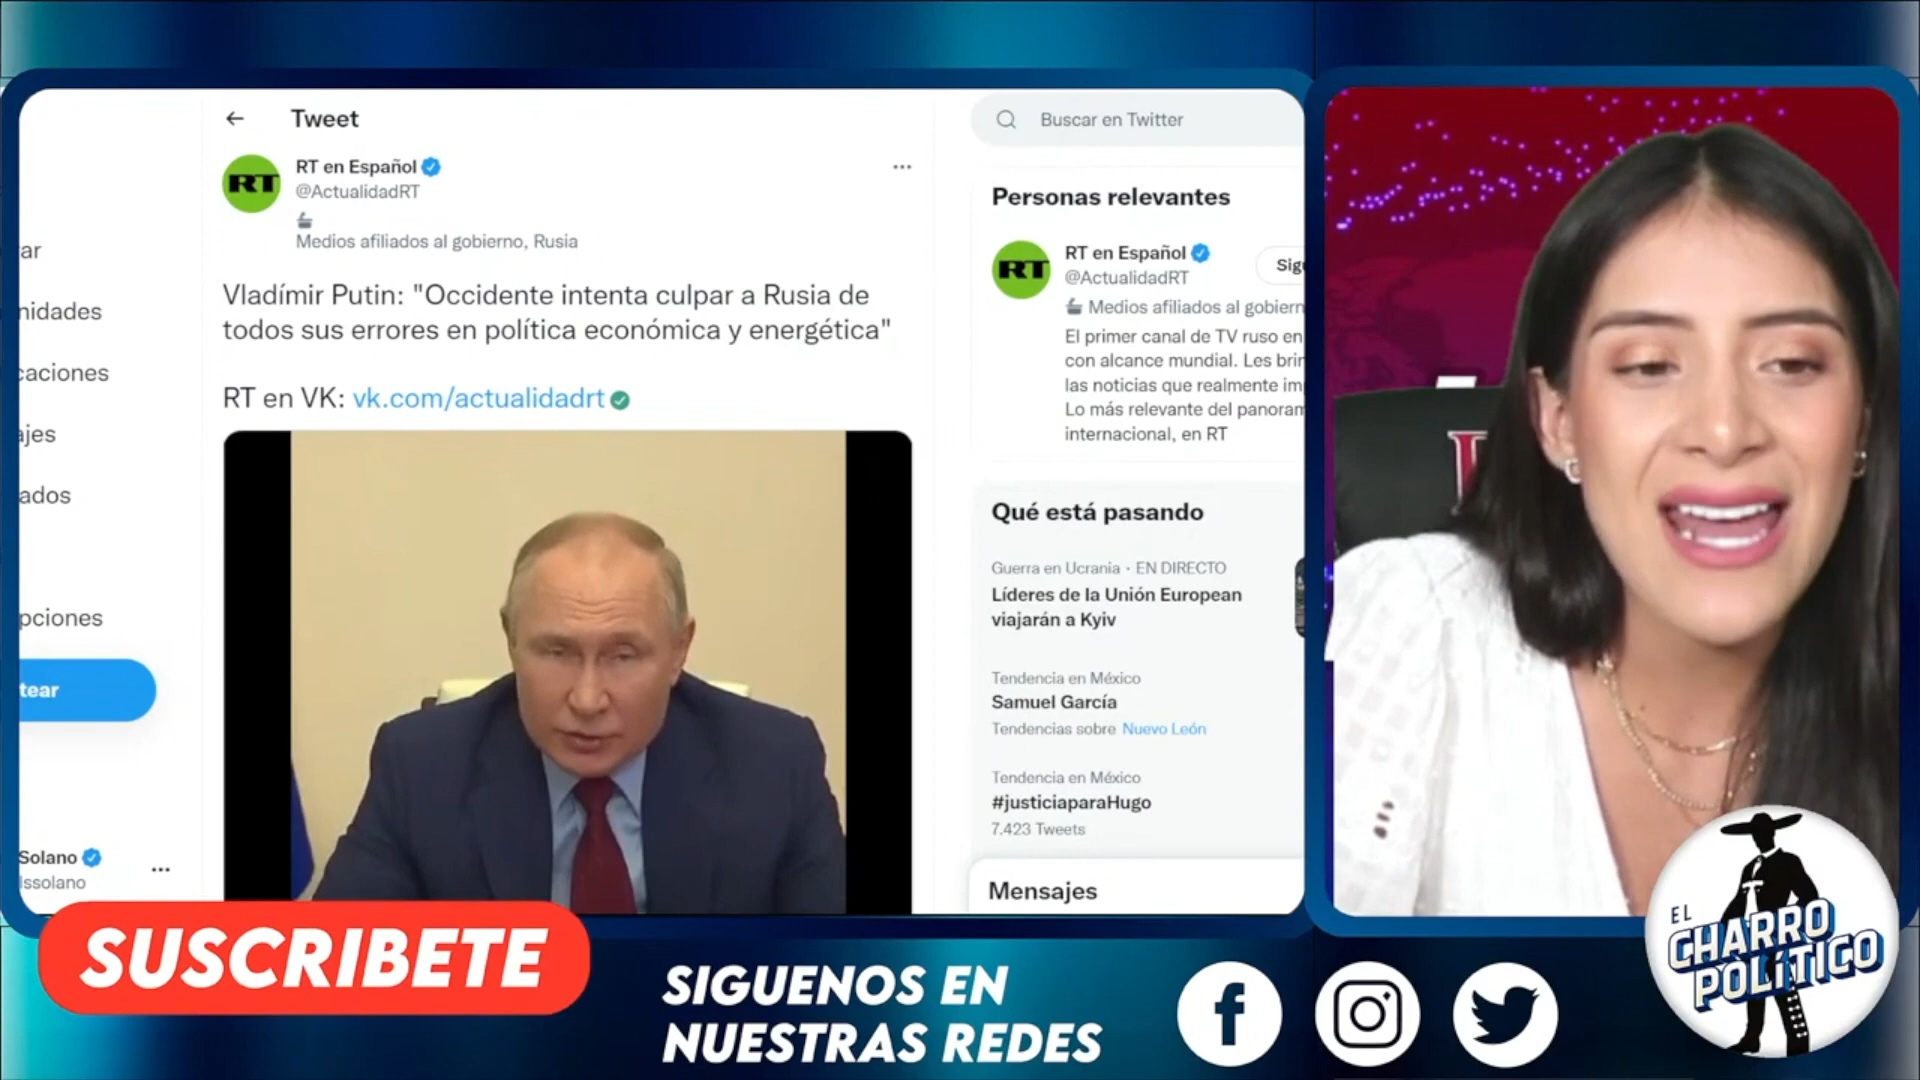 Tweet
RT
RT en Español
@ActualidadRT
Medios afiliados al gobierno, Rusia
Vladímir Putin: "Occidente intenta culpar a Rusia de
todos sus errores en política económica y energética"
RT en VK: vk.com/actualidadrt
ar
nidades
caciones
ajes
ados
pciones
tear
Solano
lssolano
Buscar en Twitter
Personas relevantes
RT
RT en Español
@ActualidadRT
Sig
Medios afiliados al gobiern
El primer canal de TV ruso en
con alcance mundial. Les brin
las noticias que realmente im
Lo más relevante del panoram
internacional, en RT
Qué está pasando
Guerra en Ucrania · EN DIRECTO
Líderes de la Unión European
viajarán a Kyiv
Tendencia en México
Samuel García
Tendencias sobre Nuevo León
Tendencia en México
#justiciaparaHugo
7.423 Tweets
Mensajes
SUSCRIBETE
SIGUENOS EN
NUESTRAS REDES
EL
CHARRO
POLÍTICO